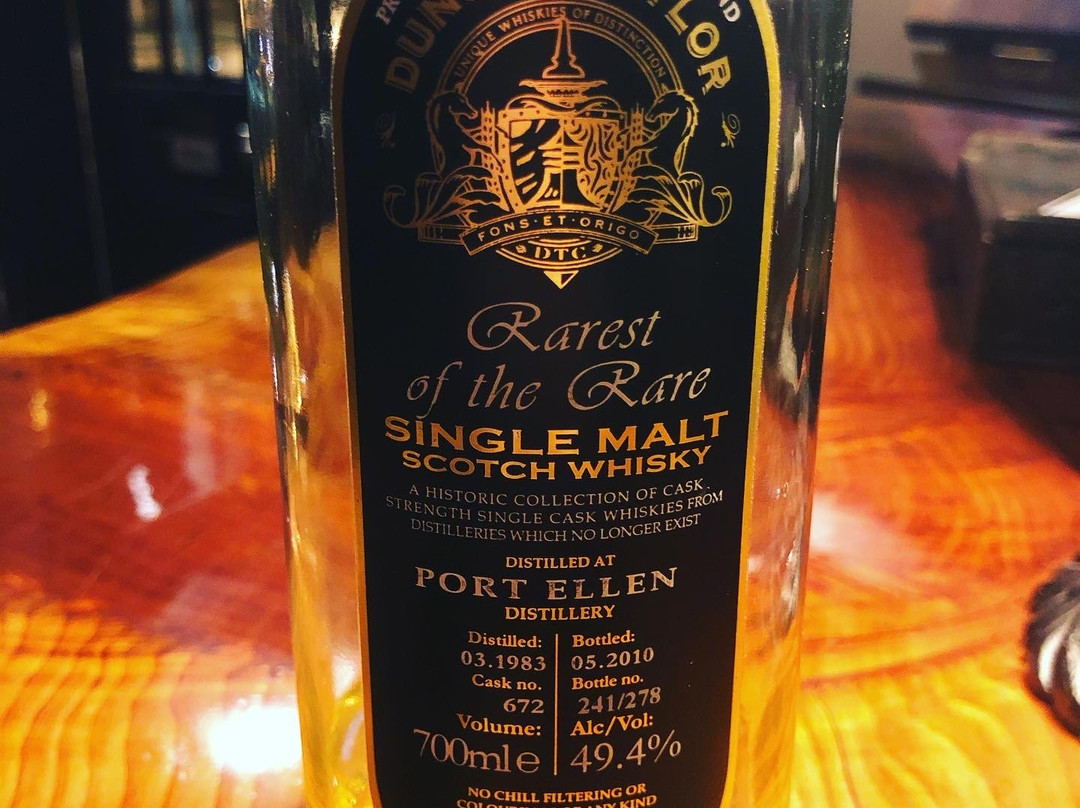 UNIQUE WHISKIES OF DISTINCTION
FONS·ET·ORIGO
DTC
Rarest
of the Rare
SINGLE MALT
SCOTCH WHISKY
A HISTORIC COLLECTION OF CASK
STRENGTH SINGLE CASK WHISKIES FROM
DISTILLERIES WHICH NO LONGER EXIST
DISTILLED AT
PORT ELLEN
DISTILLERY
Distilled: Bottled:
03.1983 05.2010
Cask no. Bottle no.
672 241/278
Volume: Alc/Vol:
700ml e 49.4%
NO CHILL FILTERING OR
ANY KIND